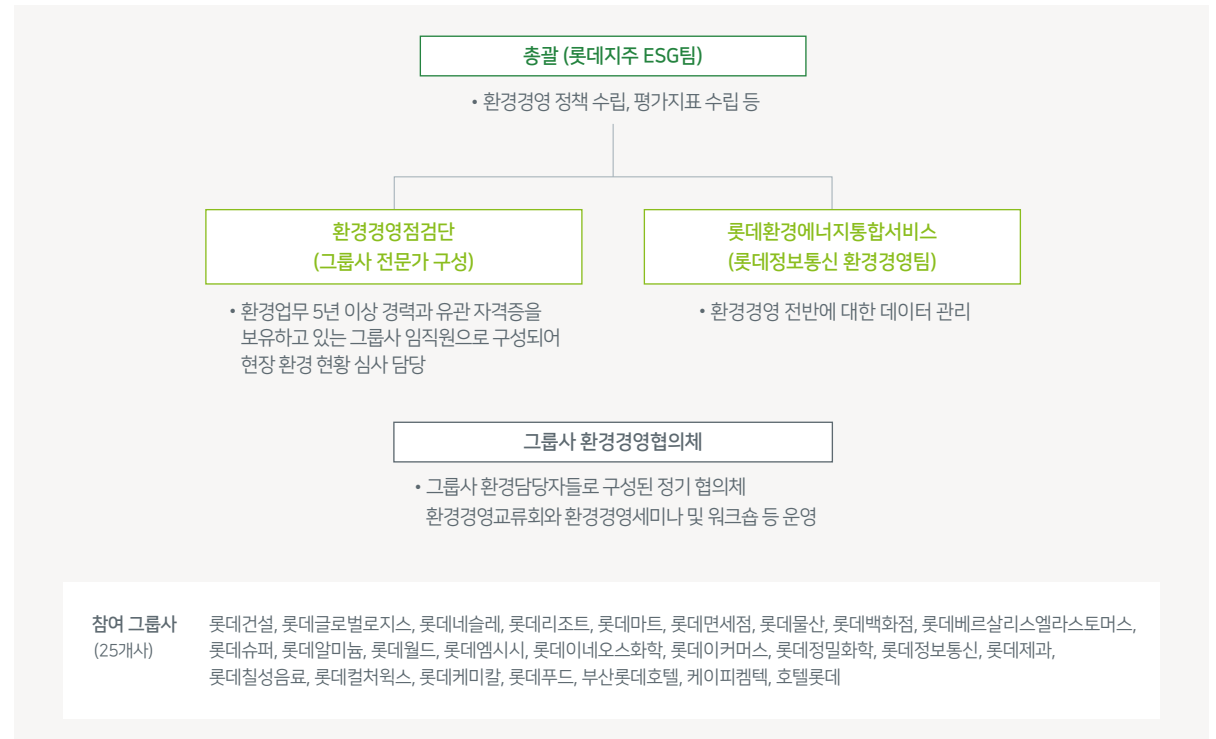 총괄 (롯데지주 ESG팀)
• 환경경영 정책 수립, 평가지표 수립 등
환경경영점검단
(그룹사 전문가 구성)
• 환경업무 5년 이상 경력과 유관 자격증을
보유하고 있는 그룹사 임직원으로 구성되어
현장 환경 현황 심사 담당
롯데환경에너지통합서비스
(롯데정보통신 환경경영팀)
• 환경경영 전반에 대한 데이터 관리
그룹사 환경경영협의체
• 그룹사 환경담당자들로 구성된 정기 협의체
환경경영교류회와 환경경영세미나 및 워크숍 등 운영
참여 그룹사
(25개사)
롯데건설, 롯데글로벌로지스, 롯데네슬레, 롯데리조트, 롯데마트, 롯데면세점, 롯데물산, 롯데백화점, 롯데베르살리스엘라스토머스,
롯데슈퍼, 롯데알미늄, 롯데월드, 롯데엠시시, 롯데이네오스화학, 롯데이커머스, 롯데정밀화학, 롯데정보통신, 롯데제과,
롯데칠성음료, 롯데컬처웍스, 롯데케미칼, 롯데푸드, 부산롯데호텔, 케이피켐텍, 호텔롯데